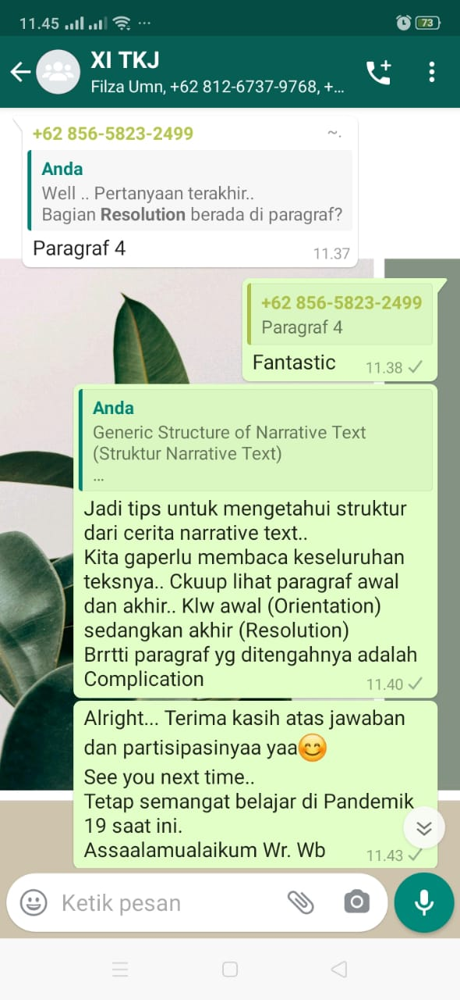 11.45
73
XI TKJ
Filza Umn, +62 812-6737-9768, +...
+62 856-5823-2499
~.
Anda
Well .. Pertanyaan terakhir..
Bagian Resolution berada di paragraf?
Paragraf 4
11.37
+62 856-5823-2499
Paragraf 4
Fantastic
11.38
Anda
Generic Structure of Narrative Text
(Struktur Narrative Text)
...
Jadi tips untuk mengetahui struktur
dari cerita narrative text..
Kita gaperlu membaca keseluruhan
teksnya.. Ckuup lihat paragraf awal
dan akhir.. Klw awal (Orientation)
sedangkan akhir (Resolution)
Brrtti paragraf yg ditengahnya adalah
Complication
11.40
Alright... Terima kasih atas jawaban
dan partisipasinyaa yaa😊
See you next time..
Tetap semangat belajar di Pandemik
19 saat ini.
Assaalamualaikum Wr. Wb
11.43
Ketik pesan